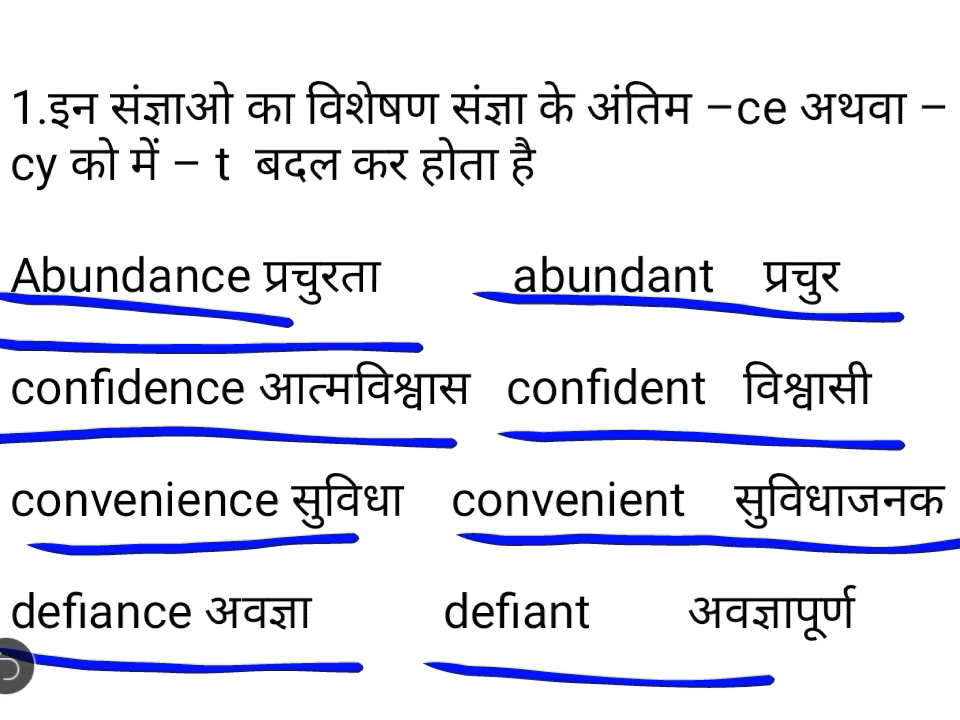 1.इन संज्ञाओ का विशेषण संज्ञा के अंतिम –ce अथवा –
cy को में – t बदल कर होता है
Abundance प्रचुरता abundant प्रचुर
confidence आत्मविश्वास confident विश्वासी
convenience सुविधा convenient सुविधाजनक
defiance अवज्ञा defiant अवज्ञापूर्ण